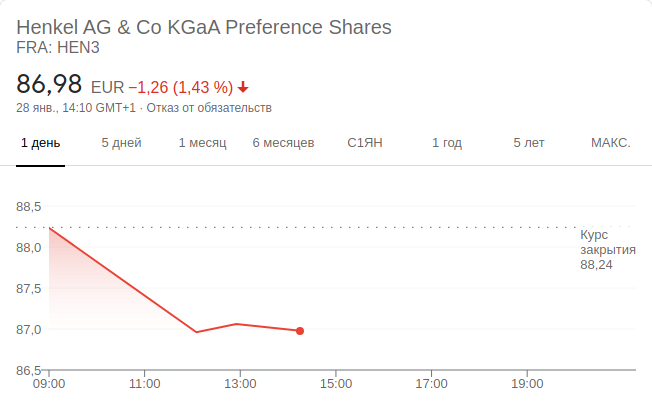 Henkel AG & Co KGaA Preference Shares
FRA: HEN3
86,98 EUR −1,26 (1,43 %)
28 янв., 14:10 GMT+1 · Отказ от обязательств
1 день 5 дней 1 месяц 6 месяцев С1ЯН 1 год 5 лет МАКС.
88,5
Курс
закрытия
88,24
88,0
87,5
87,0
86,5
09:00 11:00 13:00 15:00 17:00 19:00